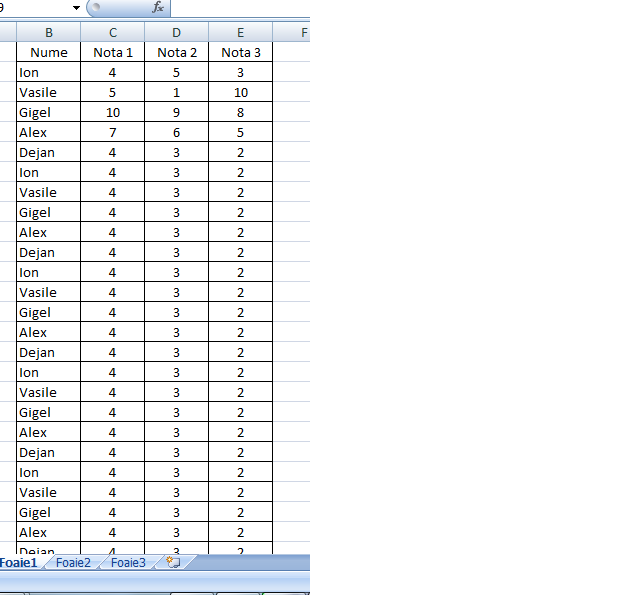 9 fx
B C D E F
Nume Nota 1 Nota 2 Nota 3
Ion 4 5 3
Vasile 5 1 10
Gigel 10 9 8
Alex 7 6 5
Dejan 4 3 2
Ion 4 3 2
Vasile 4 3 2
Gigel 4 3 2
Alex 4 3 2
Dejan 4 3 2
Ion 4 3 2
Vasile 4 3 2
Gigel 4 3 2
Alex 4 3 2
Dejan 4 3 2
Ion 4 3 2
Vasile 4 3 2
Gigel 4 3 2
Alex 4 3 2
Dejan 4 3 2
Ion 4 3 2
Vasile 4 3 2
Gigel 4 3 2
Alex 4 3 2
Dejan 4 3 2
Foaie1 Foaie2 Foaie3